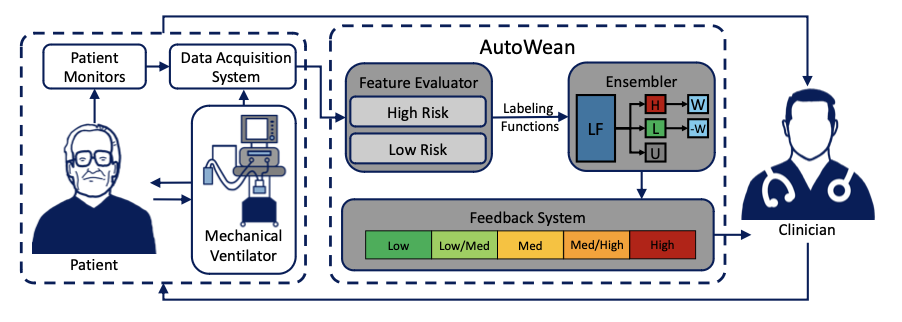 AutoWean
Patient
Monitors
Data Acquisition
System
Patient
Mechanical
Ventilator
Feature Evaluator
High Risk
Low Risk
Labeling
Functions
Ensembler
LF
H
W
L
-W
U
Feedback System
Low
Low/Med
Med
Med/High
High
Clinician